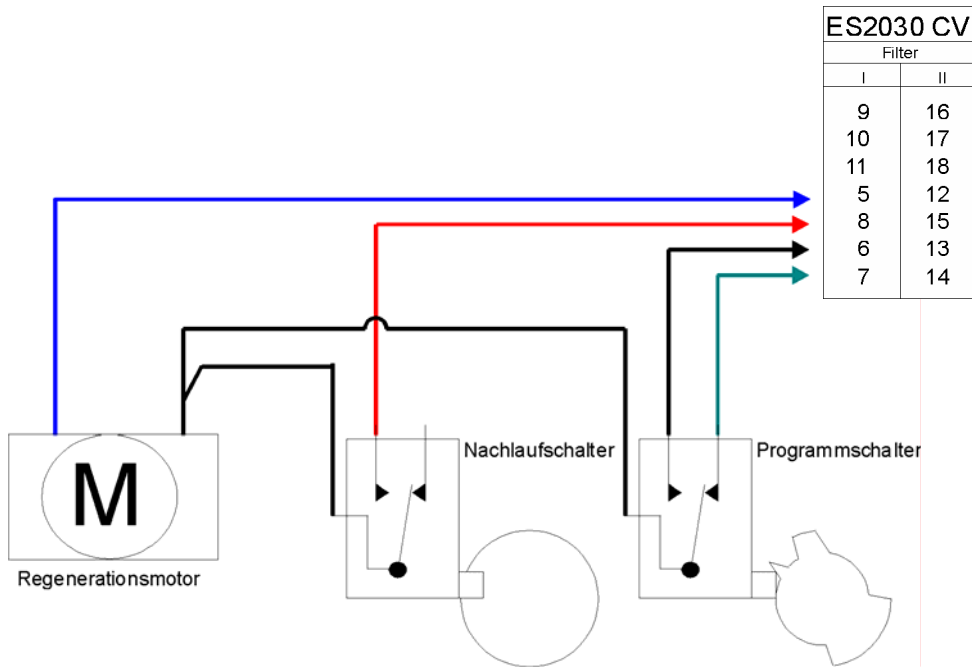 ES2030 CV
Filter
I II
9 16
10 17
11 18
5 12
8 15
6 13
7 14
Nachlaufschalter
Programmschalter
M
Regenerationsmotor